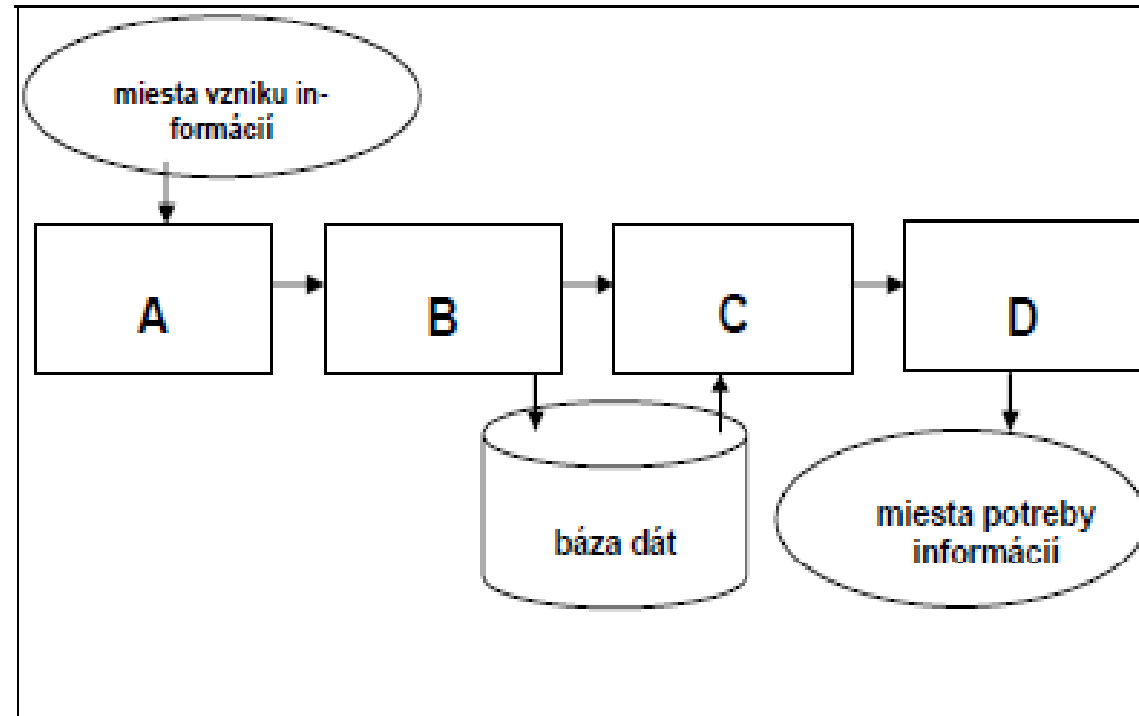 miesta vzniku in-
formácií
A
B
C
D
báza dát
miesta potreby
informácií